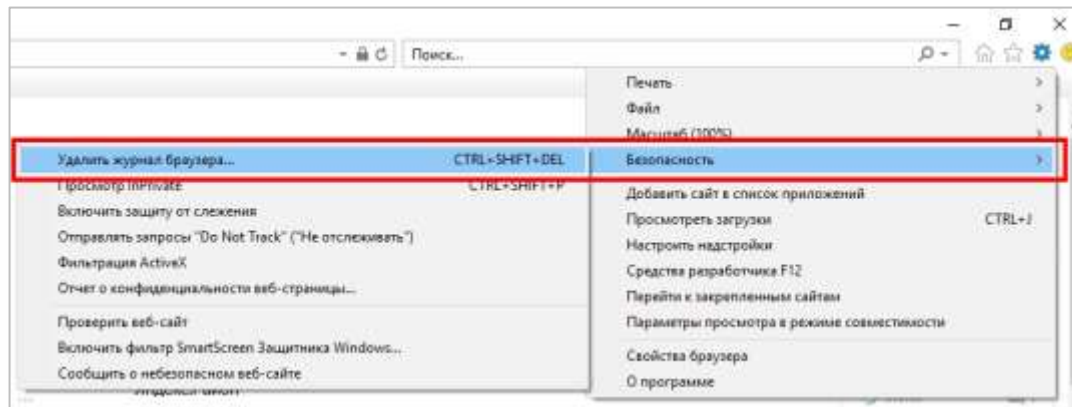 Поиск...
Печать
Файл
Масштаб (100%)
Безопасность
Добавить сайт в список приложений
Просмотреть загрузки CTRL+J
Настроить надстройки
Средства разработчика F12
Перейти к закрепленным сайтам
Параметры просмотра в режиме совместимости
Свойства браузера
О программе
Удалить журнал браузера... CTRL+SHIFT+DEL
Просмотр InPrivate CTRL+SHIFT+P
Включить защиту от слежения
Отправлять запросы "Do Not Track" ("Не отслеживать")
Фильтрация ActiveX
Отчет о конфиденциальности веб-страницы...
Проверить веб-сайт
Включить фильтр SmartScreen Защитника Windows...
Сообщить о небезопасном веб-сайте